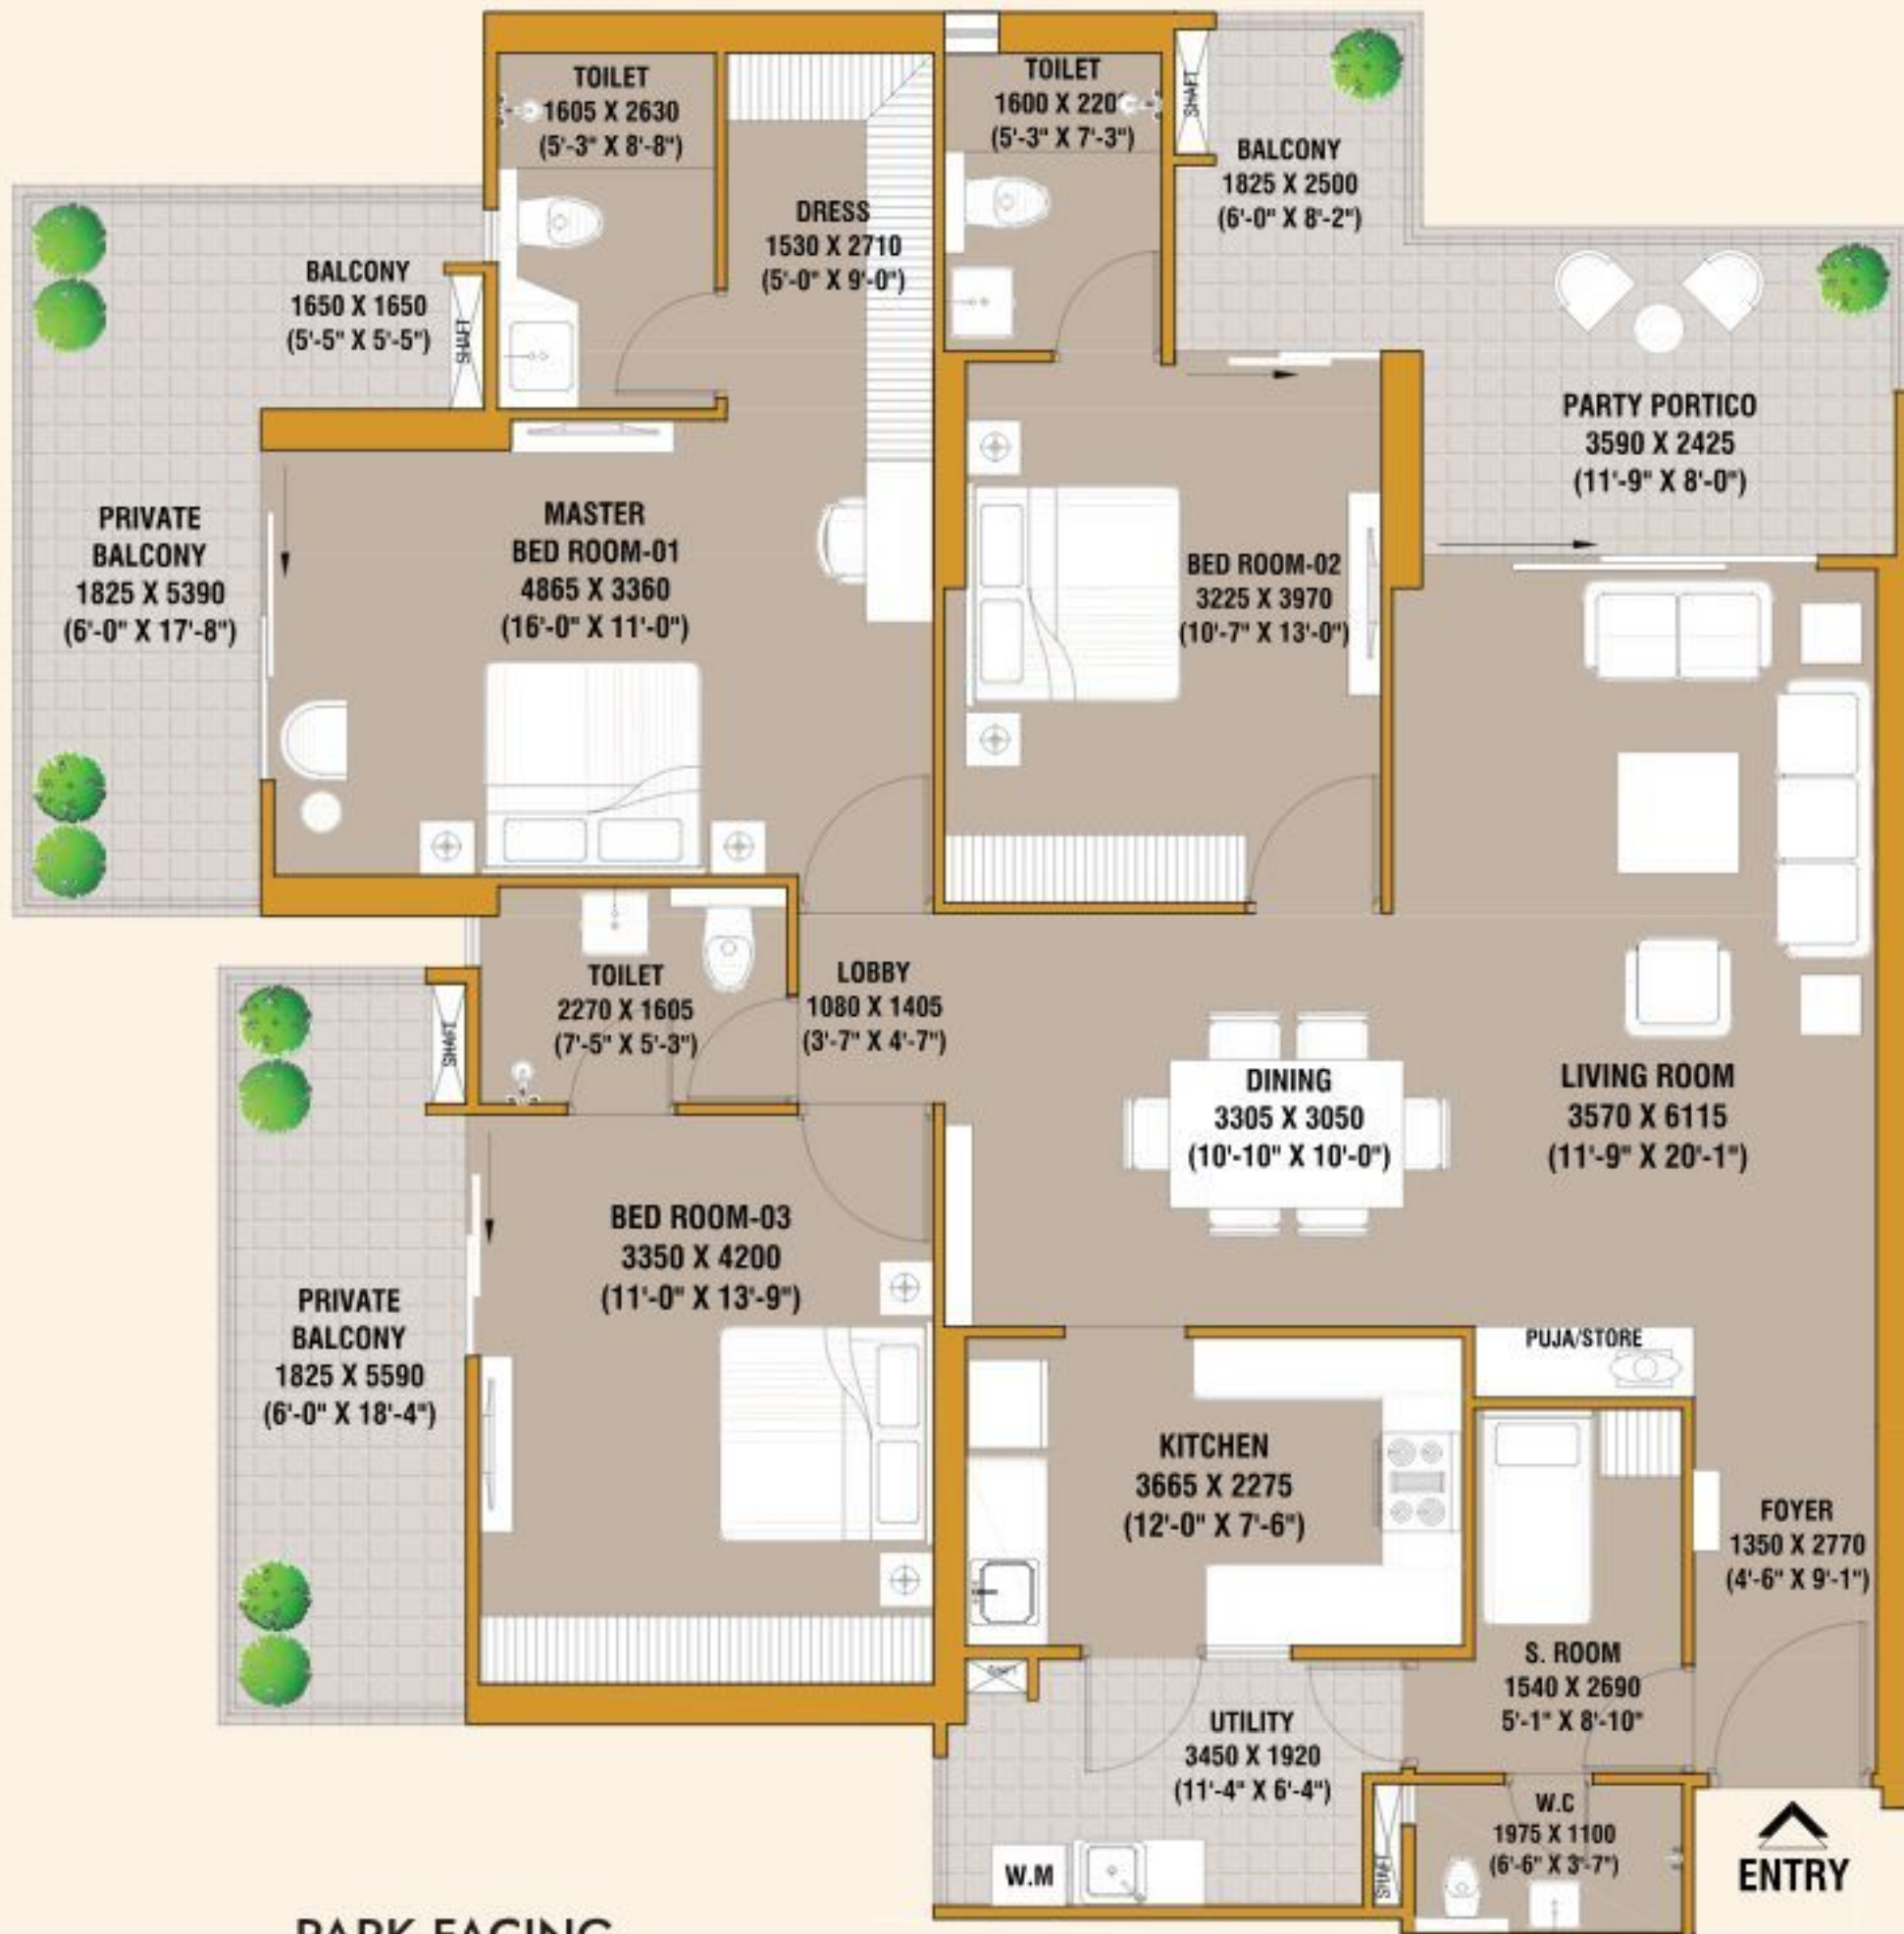 TOILET
1605 X 2630
(5'-3" X 8'-8")
TOILET
1600 X 220
(5'-3" X 7'-3")
SHAFT
BALCONY
1825 X 2500
(6'-0" X 8'-2")
DRESS
1530 X 2710
(5'-0" X 9'-0")
BALCONY
1650 X 1650
(5'-5" X 5'-5")
SHAFT
PARTY PORTICO
3590 X 2425
(11'-9" X 8'-0")
PRIVATE
BALCONY
1825 X 5390
(6'-0" X 17'-8")
MASTER
BED ROOM-01
4865 X 3360
(16'-0" X 11'-0")
BED ROOM-02
3225 X 3970
(10'-7" X 13'-0")
TOILET
2270 X 1605
(7'-5" X 5'-3")
LOBBY
1080 X 1405
(3'-7" X 4'-7")
SHAFT
DINING
3305 X 3050
(10'-10" X 10'-0")
LIVING ROOM
3570 X 6115
(11'-9" X 20'-1")
BED ROOM-03
3350 X 4200
(11'-0" X 13'-9")
PRIVATE
BALCONY
1825 X 5590
(6'-0" X 18'-4")
PUJA/STORE
KITCHEN
3665 X 2275
(12'-0" X 7'-6")
FOYER
1350 X 2770
(4'-6" X 9'-1")
S. ROOM
1540 X 2690
5'-1" X 8'-10"
UTILITY
3450 X 1920
(11'-4" X 6'-4")
W.C
1975 X 1100
(6'-6" X 3'-7")
SHAFT
W.M
ENTRY
PARK FACING